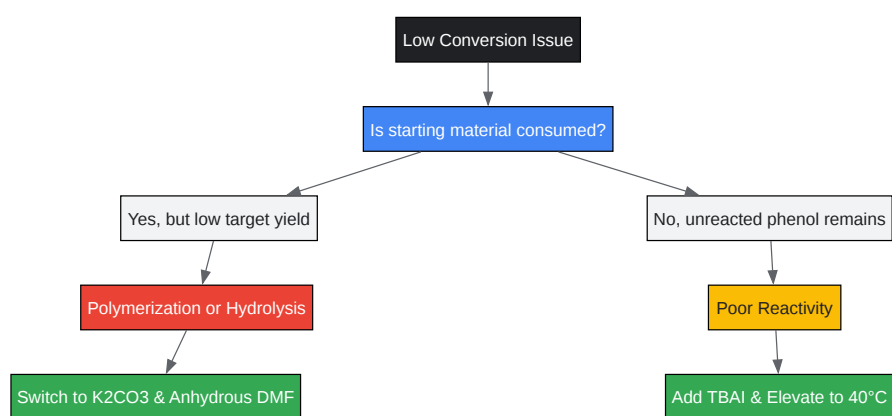 Low Conversion Issue
Is starting material consumed?
Yes, but low target yield
No, unreacted phenol remains
Polymerization or Hydrolysis
Poor Reactivity
Switch to K2CO3 & Anhydrous DMF
Add TBAI & Elevate to 40°C